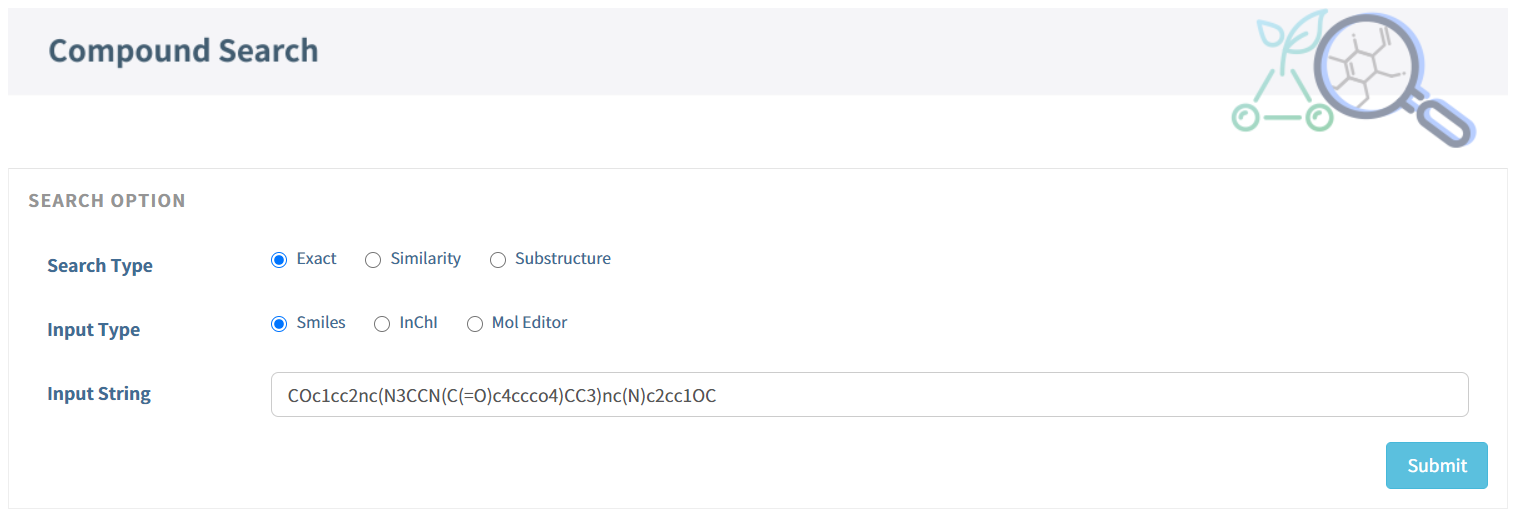 Compound Search
SEARCH OPTION
Search Type Exact Similarity Substructure
Input Type Smiles InChI Mol Editor
Input String COc1cc2nc(N3CCN(C(=O)c4ccco4)CC3)nc(N)c2cc1OC
Submit